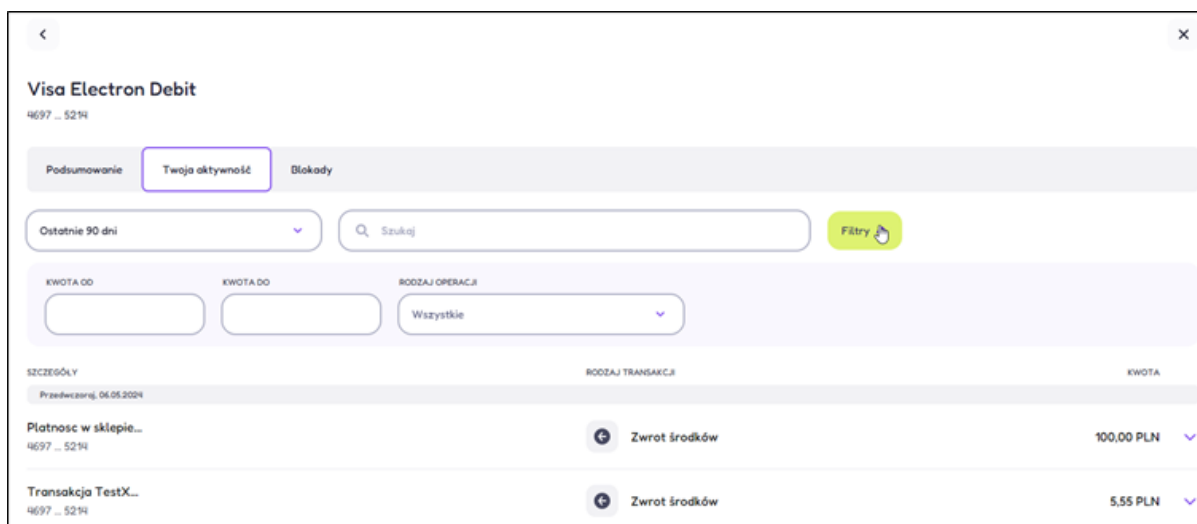 Visa Electron Debit
4697 ... 5214
Podsumowanie Twoja aktywność Blokady
Ostatnie 90 dni Szukaj Filtry
KWOTA OD KWOTA DO RODZAJ OPERACJI
Wszystkie
SZCZEGÓŁY RODZAJ TRANSAKCJI KWOTA
Przedwczoraj, 06.05.2024
Platnosc w sklepie... Zwrot środków 100,00 PLN
4697 ... 5214
Transakcja TestX... Zwrot środków 5,55 PLN
4697 ... 5214